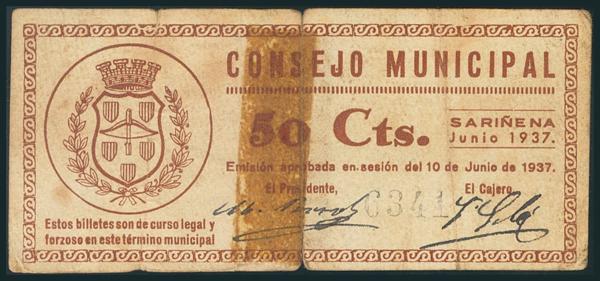 CONSEJO MUNICIPAL
50 Cts.
SARIÑENA
Junio 1937.
Emisión aprobada en sesión del 10 de Junio de 1937.
El Presidente,
El Cajero,
6341
Estos billetes son de curso legal y
forzoso en este término municipal